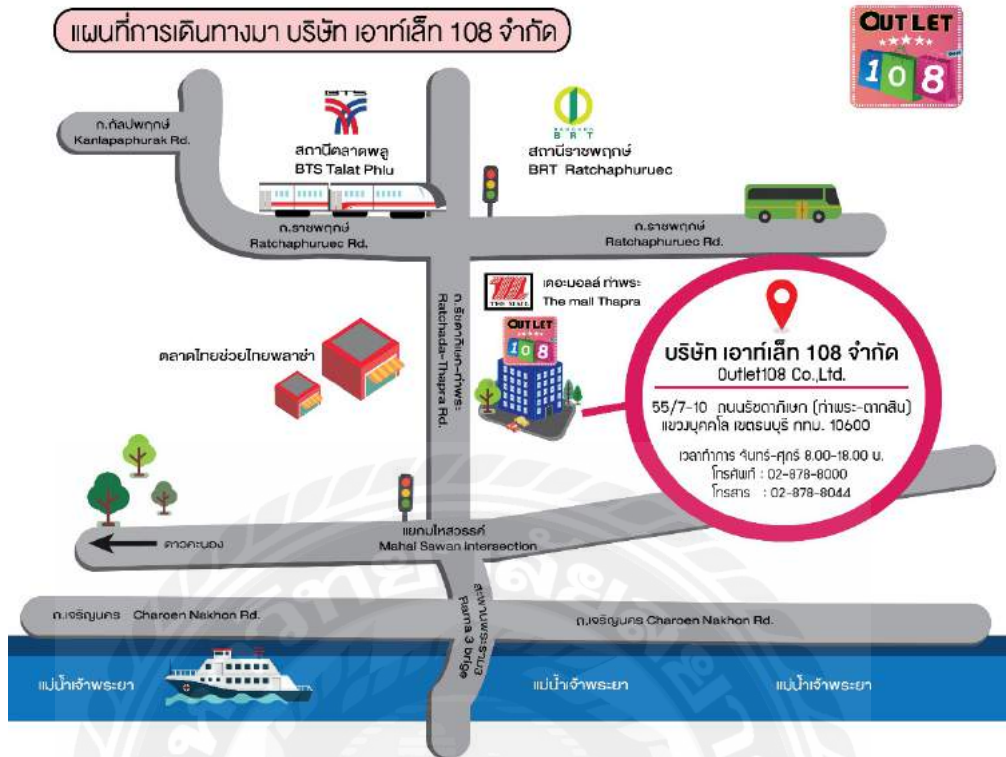 แผนที่การเดินทางมา บริษัท เอาท์เล็ท 108 จำกัด
OUTLET
108
ถ.กัลปพฤกษ์
Kanlapaphurak Rd.
BTS
สถานีตลาดพลู
BTS Talat Phlu
BANGKOK
BRT
สถานีราชพฤกษ์
BRT Ratchaphuruec
ถ.ราชพฤกษ์
Ratchaphuruec Rd.
ถ.ราชพฤกษ์
Ratchaphuruec Rd.
ถ.รัชดาภิเษก-ท่าพระ
Ratchada-Thapra Rd.
THE MALL
เดอะมอลล์ ท่าพระ
The mall Thapra
OUTLET
108
ตลาดไทยช่วยไทยพลาซ่า
บริษัท เอาท์เล็ท 108 จำกัด
Outlet108 Co.,Ltd.
55/7-10 ถนนรัชดาภิเษก (ท่าพระ-ตากสิน)
แขวงบุคคโล เขตธนบุรี กทม. 10600
เวลาทำการ จันทร์-ศุกร์ 8.00-18.00 น.
โทรศัพท์ : 02-878-8000
โทรสาร : 02-878-8044
ดาวคะนอง
แยกมไหสวรรค์
Mahai Sawan Intersection
สะพานพระราม3
Rama 3 brige
ถ.เจริญนคร Charoen Nakhon Rd.
ถ.เจริญนคร Charoen Nakhon Rd.
แม่น้ำเจ้าพระยา
แม่น้ำเจ้าพระยา
แม่น้ำเจ้าพระยา